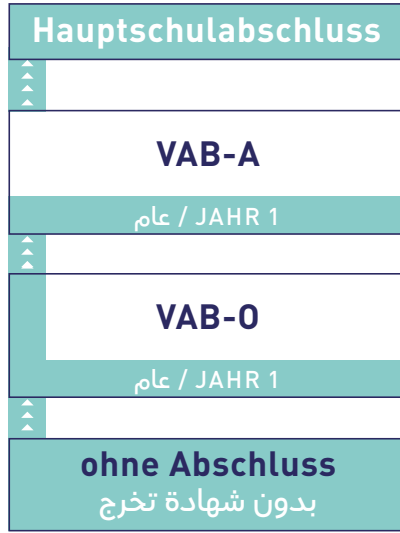 Hauptschulabschluss
VAB-A
1 JAHR / عام
VAB-O
1 JAHR / عام
ohne Abschluss
بدون شهادة تخرج